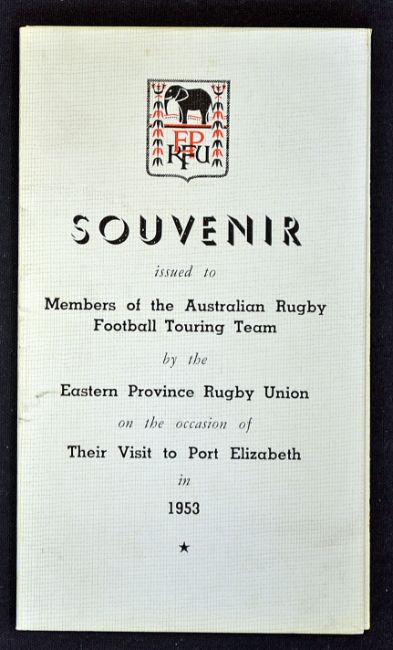 EP
RFU
SOUVENIR
issued to
Members of the Australian Rugby
Football Touring Team
by the
Eastern Province Rugby Union
on the occasion of
Their Visit to Port Elizabeth
in
1953